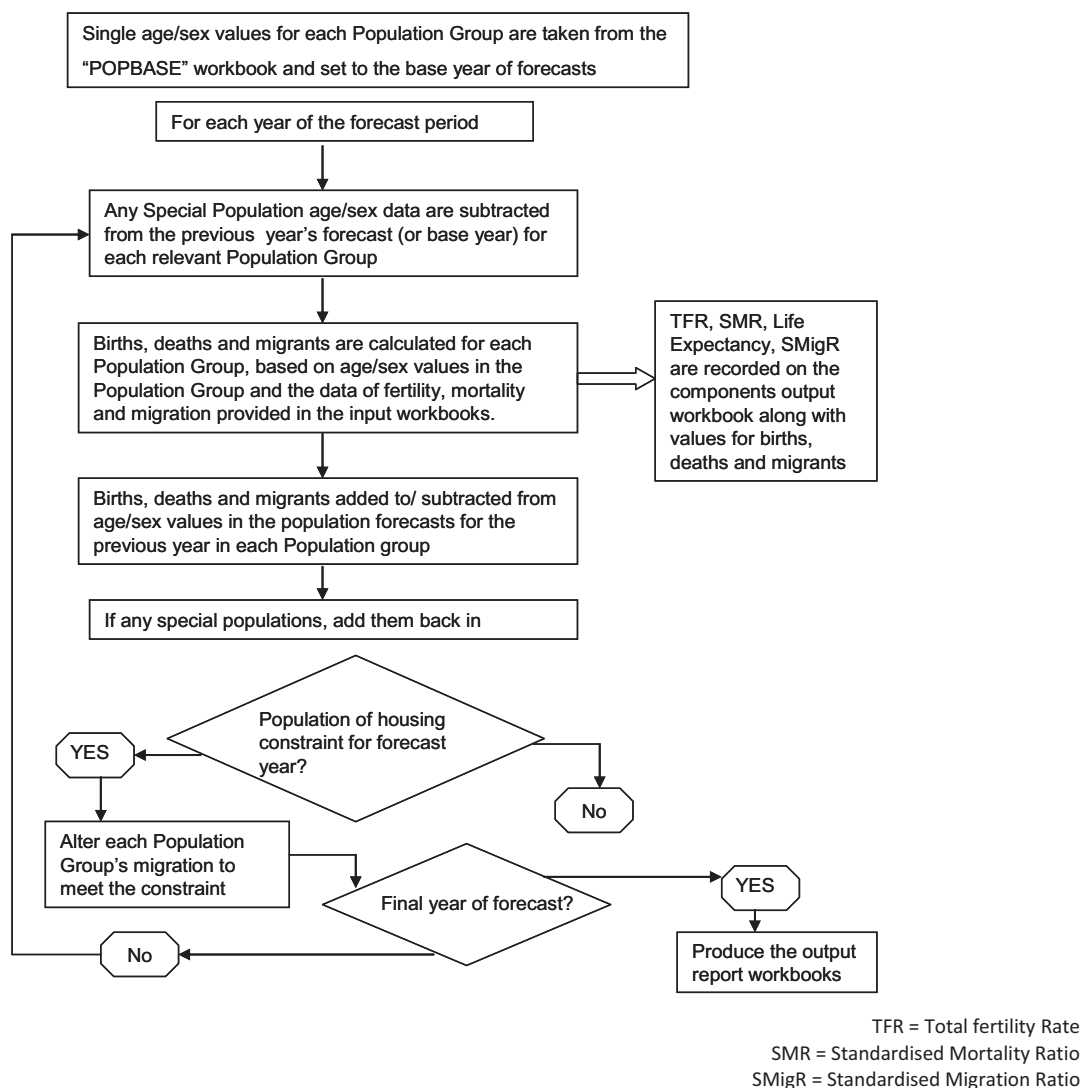 Single age/sex values for each Population Group are taken from the
“POPBASE” workbook and set to the base year of forecasts
For each year of the forecast period
Any Special Population age/sex data are subtracted
from the previous year’s forecast (or base year) for
each relevant Population Group
Births, deaths and migrants are calculated for each
Population Group, based on age/sex values in the
Population Group and the data of fertility, mortality
and migration provided in the input workbooks.
TFR, SMR, Life
Expectancy, SMigR
are recorded on the
components output
workbook along with
values for births,
deaths and migrants
Births, deaths and migrants added to/ subtracted from
age/sex values in the population forecasts for the
previous year in each Population group
If any special populations, add them back in
Population of housing
constraint for forecast
year?
YES
No
Alter each Population
Group’s migration to
meet the constraint
Final year of forecast?
YES
No
Produce the output
report workbooks
TFR = Total fertility Rate
SMR = Standardised Mortality Ratio
SMigR = Standardised Migration Ratio